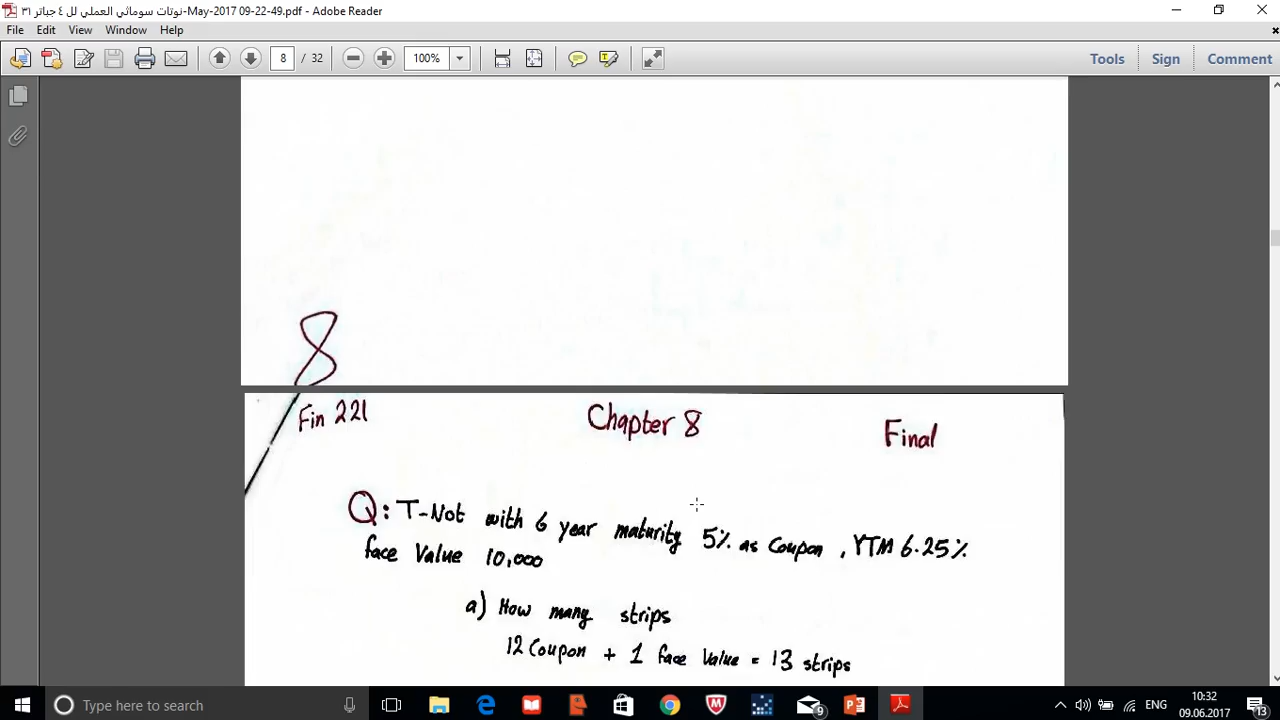 نوتات سوماثي العملي لل ٤ جباتر ٣١-May-2017 09-22-49.pdf - Adobe Reader
File Edit View Window Help
8 / 32 100% Tools Sign Comment
8
Fin 221 Chapter 8 Final
Q: T-Not with 6 year maturity 5% as Coupon, YTM 6.25%
face Value 10,000
a) How many strips
12 Coupon + 1 face Value = 13 strips
Type here to search
9
ENG
10:32
09.06.2017
13